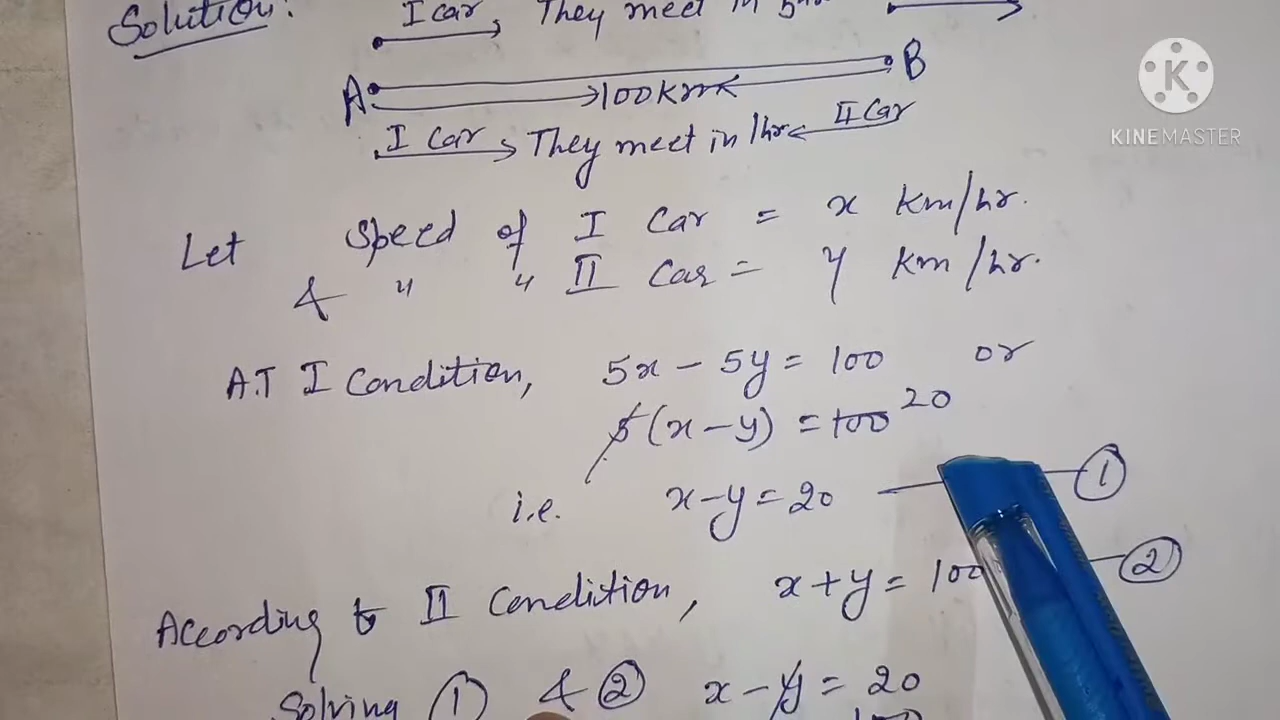 Solution:
I car, They meet in 5hr
A B
100Km
I Car, They meet in 1hr II Car
Let Speed of I Car = x Km/hr.
& " " II Car = y Km/hr.
A.T I Condition, 5x - 5y = 100 or
5(x - y) = 100 20
i.e. x - y = 20 ①
According to II Condition, x + y = 100 ②
Solving ① & ② x - y = 20
100
K
KINEMASTER